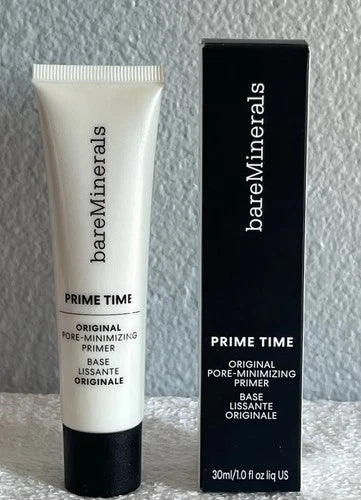 bareMinerals
PRIME TIME
ORIGINAL
PORE-MINIMIZING
PRIMER
BASE
LISSANTE
ORIGINALE
bareMinerals
PRIME TIME
ORIGINAL
PORE-MINIMIZING
PRIMER
BASE
LISSANTE
ORIGINALE
30ml/1.0 fl oz liq US